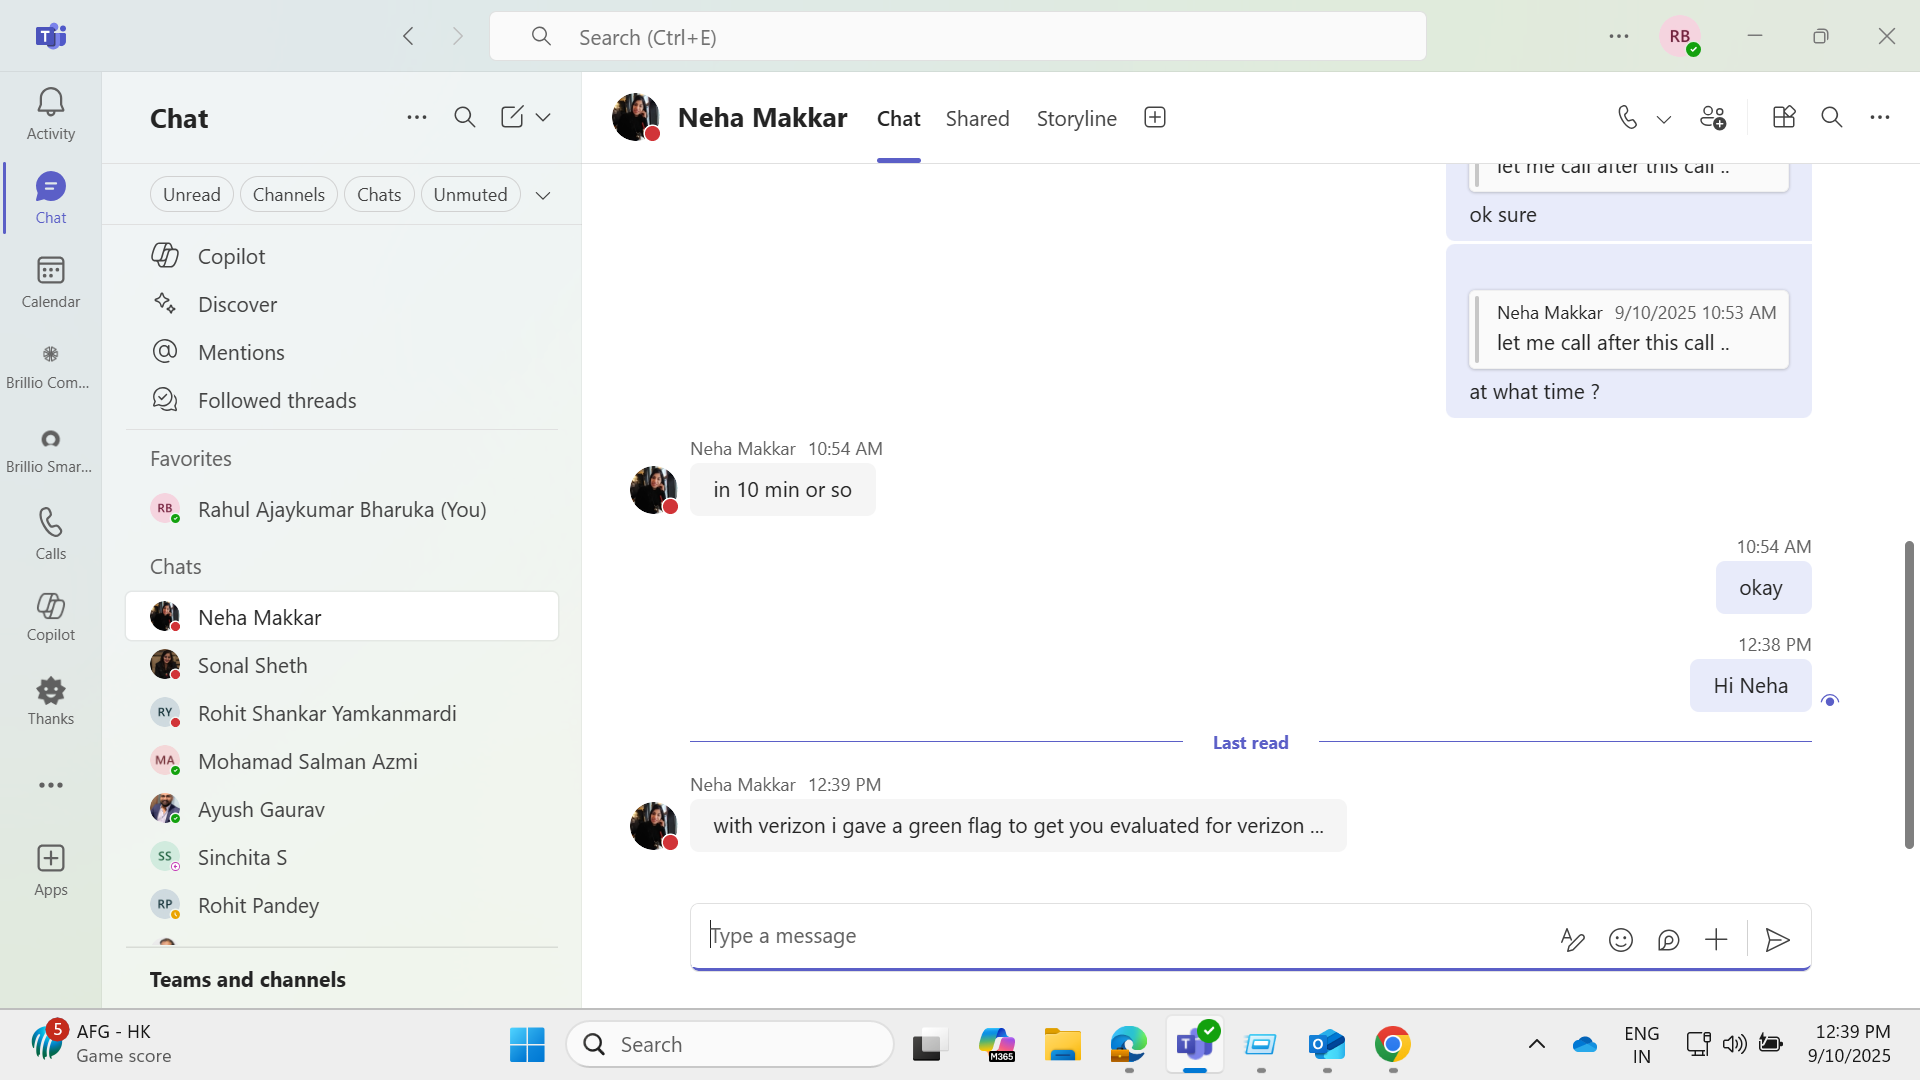 Search (Ctrl+E)
RB
Activity
Chat
Calendar
Brillio Com...
Brillio Smar...
Calls
Copilot
Thanks
Apps
Chat
Unread
Channels
Chats
Unmuted
Copilot
Discover
Mentions
Followed threads
Favorites
RB Rahul Ajaykumar Bharuka (You)
Chats
Neha Makkar
Sonal Sheth
RY Rohit Shankar Yamkanmardi
MA Mohamad Salman Azmi
Ayush Gaurav
SS Sinchita S
RP Rohit Pandey
Teams and channels
Neha Makkar Chat Shared Storyline
let me call after this call ..
ok sure
Neha Makkar 9/10/2025 10:53 AM
let me call after this call ..
at what time ?
Neha Makkar 10:54 AM
in 10 min or so
10:54 AM
okay
12:38 PM
Hi Neha
Last read
Neha Makkar 12:39 PM
with verizon i gave a green flag to get you evaluated for verizon ...
Type a message
5
AFG - HK
Game score
Search
M365
ENG
IN
12:39 PM
9/10/2025